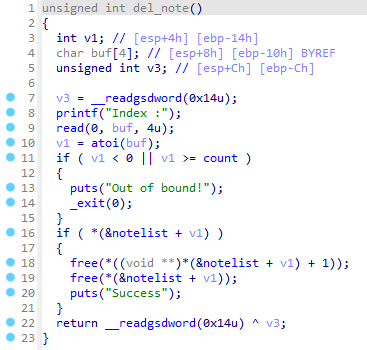 1 unsigned int del_note()
2 {
3   int v1; // [esp+4h] [ebp-14h]
4   char buf[4]; // [esp+8h] [ebp-10h] BYREF
5   unsigned int v3; // [esp+Ch] [ebp-Ch]
6
7   v3 = __readgsdword(0x14u);
8   printf("Index :");
9   read(0, buf, 4u);
10   v1 = atoi(buf);
11   if ( v1 < 0 || v1 >= count )
12   {
13     puts("Out of bound!");
14     _exit(0);
15   }
16   if ( *(&notelist + v1) )
17   {
18     free(*((void **)*(&notelist + v1) + 1));
19     free(*(&notelist + v1));
20     puts("Success");
21   }
22   return __readgsdword(0x14u) ^ v3;
23 }